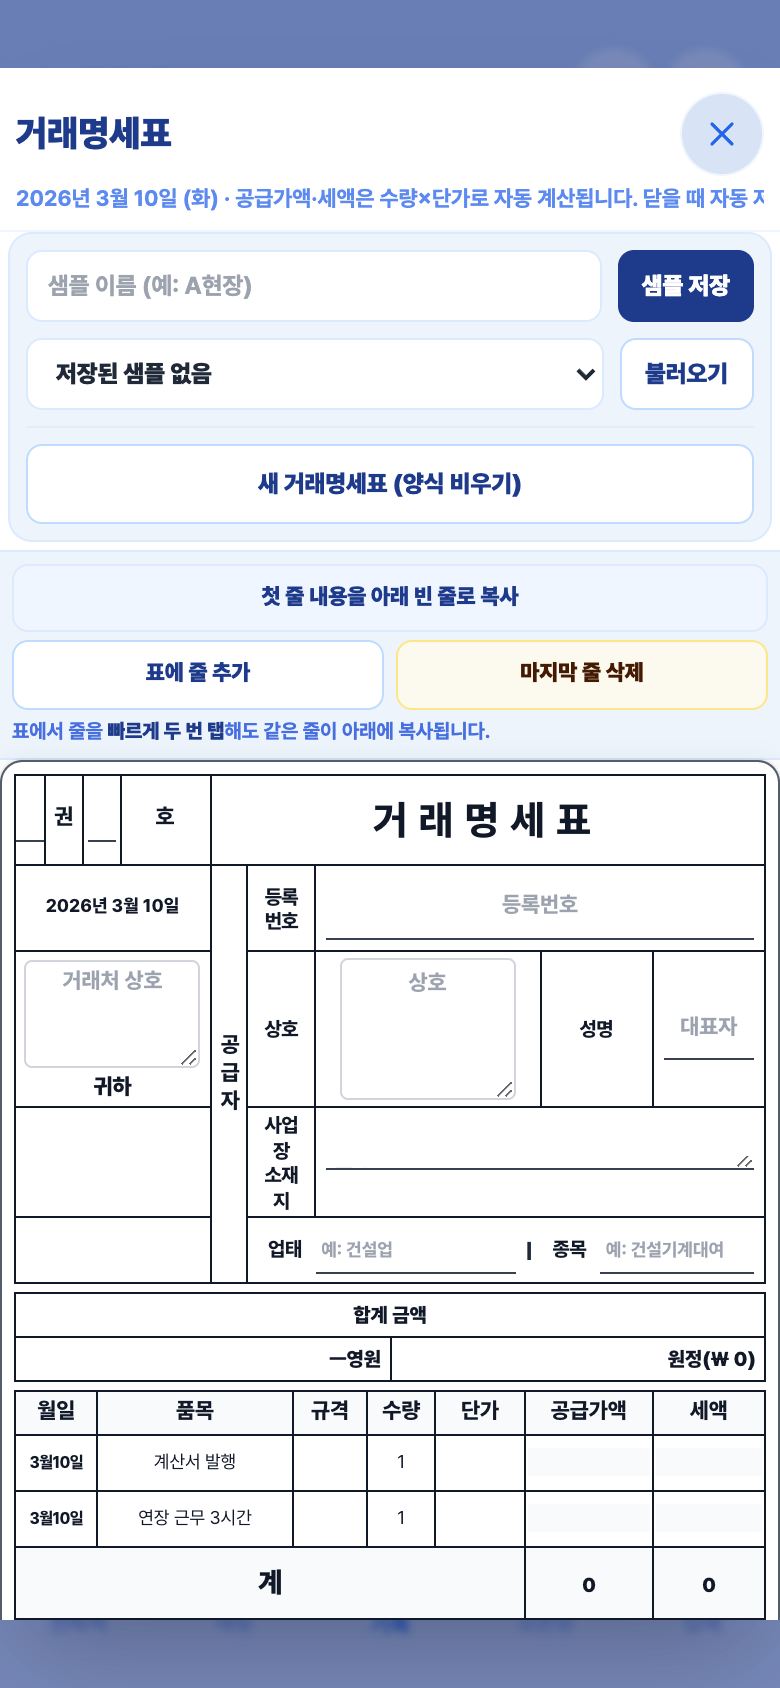 거래명세표
2026년 3월 10일 (화) · 공급가액·세액은 수량×단가로 자동 계산됩니다. 닫을 때 자동
샘플 이름 (예: A현장)
샘플 저장
저장된 샘플 없음
불러오기
새 거래명세표 (양식 비우기)
첫 줄 내용을 아래 빈 줄로 복사
표에 줄 추가
마지막 줄 삭제
표에서 줄을 빠르게 두 번 탭해도 같은 줄이 아래에 복사됩니다.
권 호 거 래 명 세 표
2026년 3월 10일
거래처 상호
귀하
공
급
자
등록
번호
등록번호
상호
상호
성명
대표자
사업
장
소재
지
업태 예: 건설업 | 종목 예: 건설기계대여
합계 금액
一영원 원정(₩ 0)
월일 품목 규격 수량 단가 공급가액 세액
3월10일 계산서 발행 1
3월10일 연장 근무 3시간 1
계 0 0